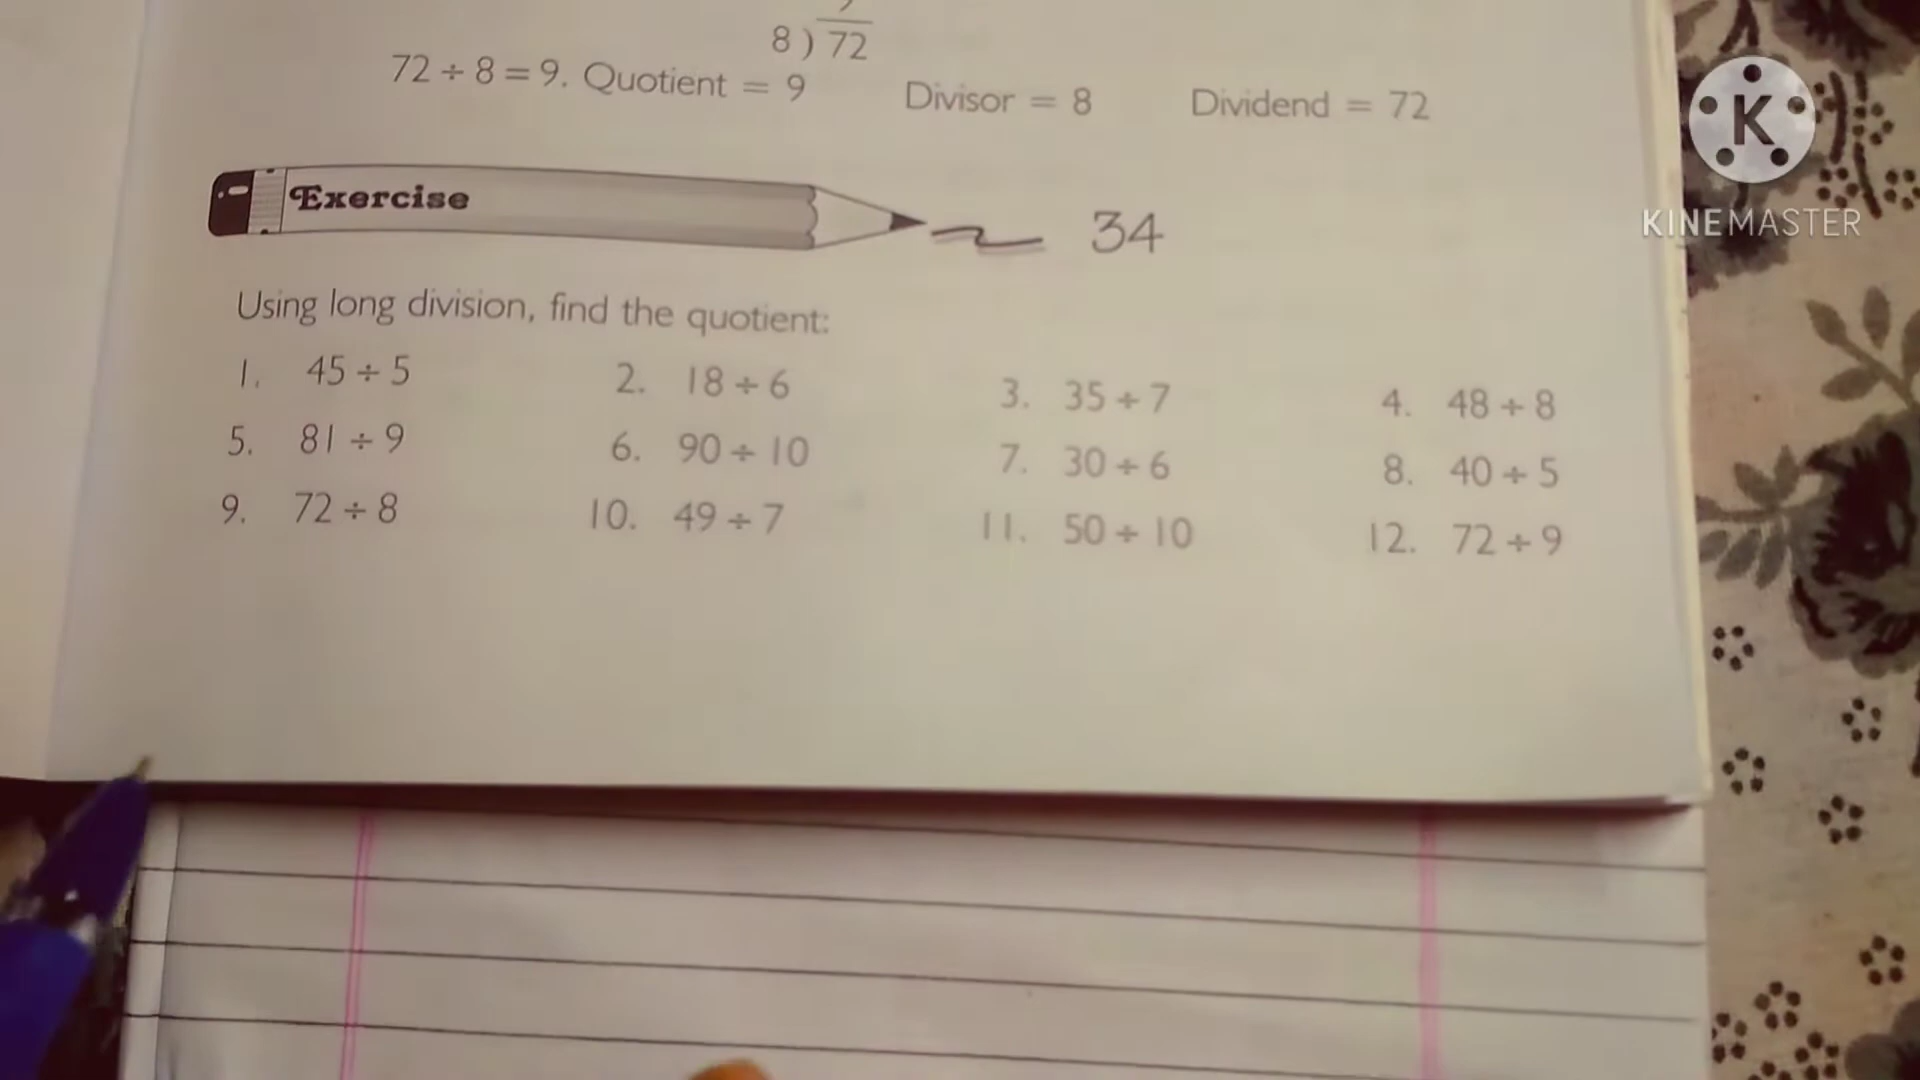 8 ) 72
72 ÷ 8 = 9. Quotient = 9 Divisor = 8 Dividend = 72
K
KINEMASTER
Exercise 34
Using long division, find the quotient:
1. 45 ÷ 5 2. 18 ÷ 6 3. 35 ÷ 7 4. 48 ÷ 8
5. 81 ÷ 9 6. 90 ÷ 10 7. 30 ÷ 6 8. 40 ÷ 5
9. 72 ÷ 8 10. 49 ÷ 7 11. 50 ÷ 10 12. 72 ÷ 9